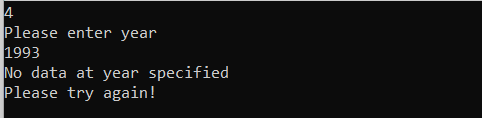 4
Please enter year
1993
No data at year specified
Please try again!